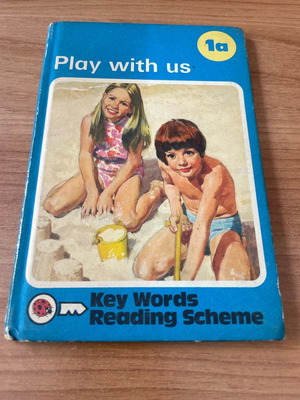 1a
Play with us
Key Words
Reading Scheme